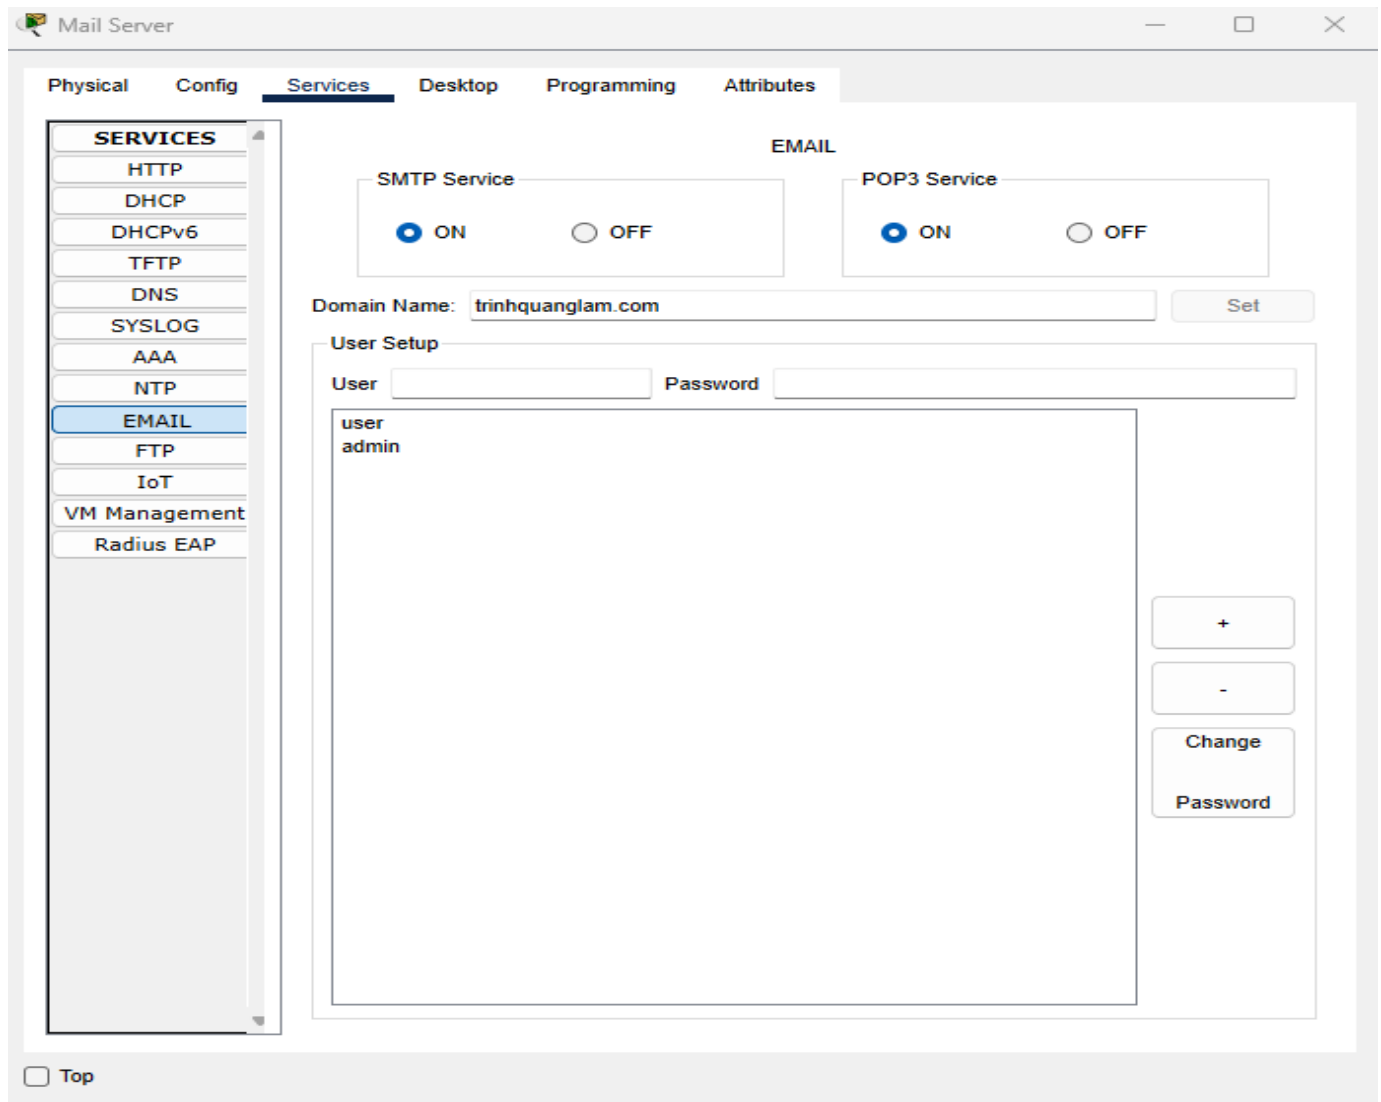 Mail Server
Physical Config Services Desktop Programming Attributes
SERVICES
HTTP
DHCP
DHCPv6
TFTP
DNS
SYSLOG
AAA
NTP
EMAIL
FTP
IoT
VM Management
Radius EAP
EMAIL
SMTP Service
ON OFF
POP3 Service
ON OFF
Domain Name: trinhquanglam.com Set
User Setup
User Password
user
admin
+
-
Change
Password
Top